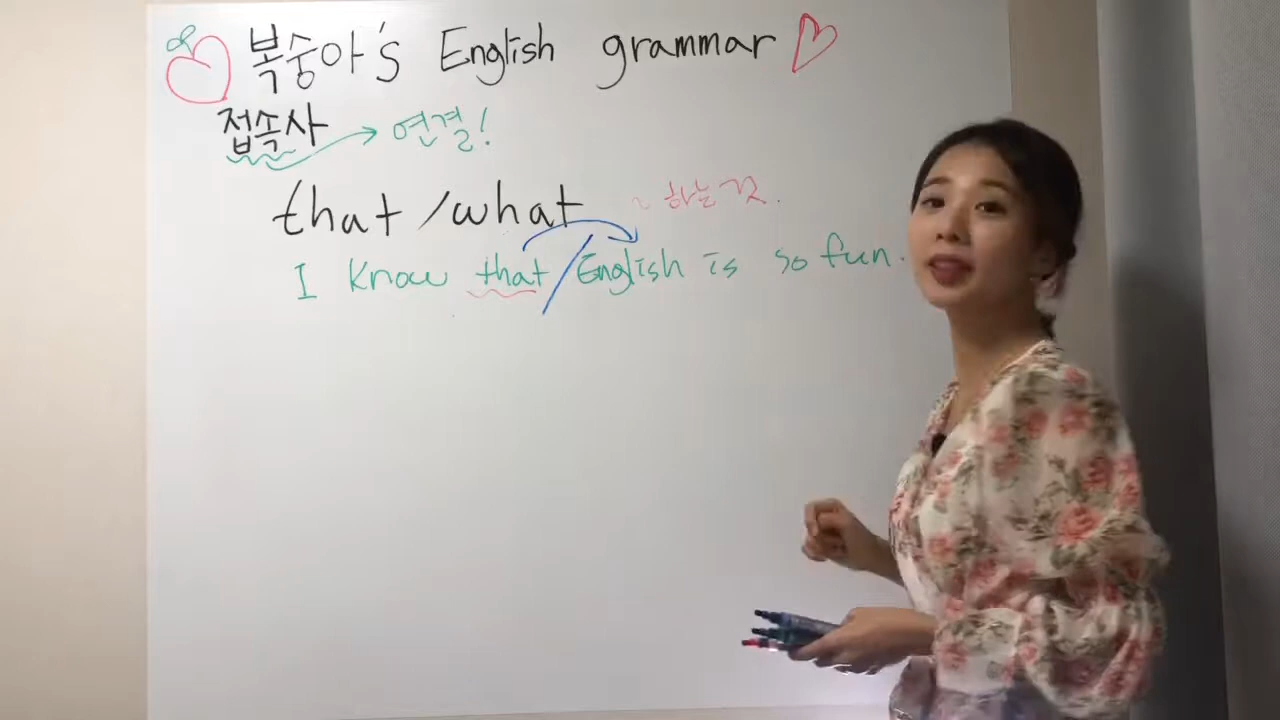 복숭아's English grammar
접속사 연결!
that/what ~하는 것.
I know that/English is so fun.